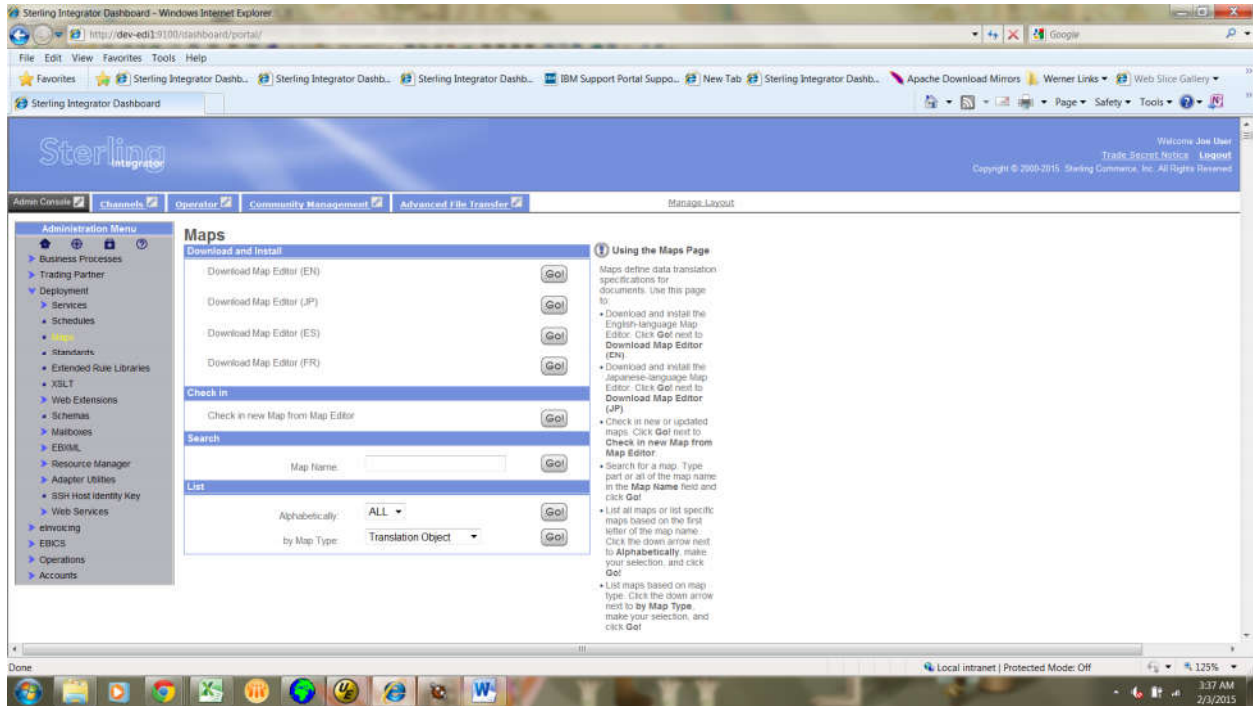 Sterling Integrator Dashboard - Windows Internet Explorer
http://dev-edi1:9100/dashboard/portal/
Google
File Edit View Favorites Tools Help
Favorites Sterling Integrator Dashb... Sterling Integrator Dashb... Sterling Integrator Dashb... IBM Support Portal Suppo... New Tab Sterling Integrator Dashb... Apache Download Mirrors Werner Links Web Slice Gallery
Sterling Integrator Dashboard
Page Safety Tools
Sterling
Integrator
Welcome Joe User
Trade Secret Notice Logout
Copyright © 2000-2015 Sterling Commerce, Inc. All Rights Reserved
Admin Console Channels Operator Community Management Advanced File Transfer Manage Layout
Administration Menu
Business Processes
Trading Partner
Deployment
Services
Schedules
Maps
Standards
Extended Rule Libraries
XSLT
Web Extensions
Schemas
Mailboxes
EBXML
Resource Manager
Adapter Utilities
SSH Host Identity Key
Web Services
eInvoicing
EBICS
Operations
Accounts
Maps
Download and Install
Download Map Editor (EN) Go!
Download Map Editor (JP) Go!
Download Map Editor (ES) Go!
Download Map Editor (FR) Go!
Check in
Check in new Map from Map Editor Go!
Search
Map Name: Go!
List
Alphabetically: ALL Go!
by Map Type: Translation Object Go!
Using the Maps Page
Maps define data translation
specifications for
documents. Use this page
to:
• Download and install the
English-language Map
Editor. Click Go! next to
Download Map Editor
(EN).
• Download and install the
Japanese-language Map
Editor. Click Go! next to
Download Map Editor
(JP).
• Check in new or updated
maps. Click Go! next to
Check in new Map from
Map Editor.
• Search for a map. Type
part or all of the map name
in the Map Name field and
click Go!
• List all maps or list specific
maps based on the first
letter of the map name.
Click the down arrow next
to Alphabetically, make
your selection, and click
Go!
• List maps based on map
type. Click the down arrow
next to by Map Type,
make your selection, and
click Go!
Done
Local intranet | Protected Mode: Off
125%
3:37 AM
2/3/2015